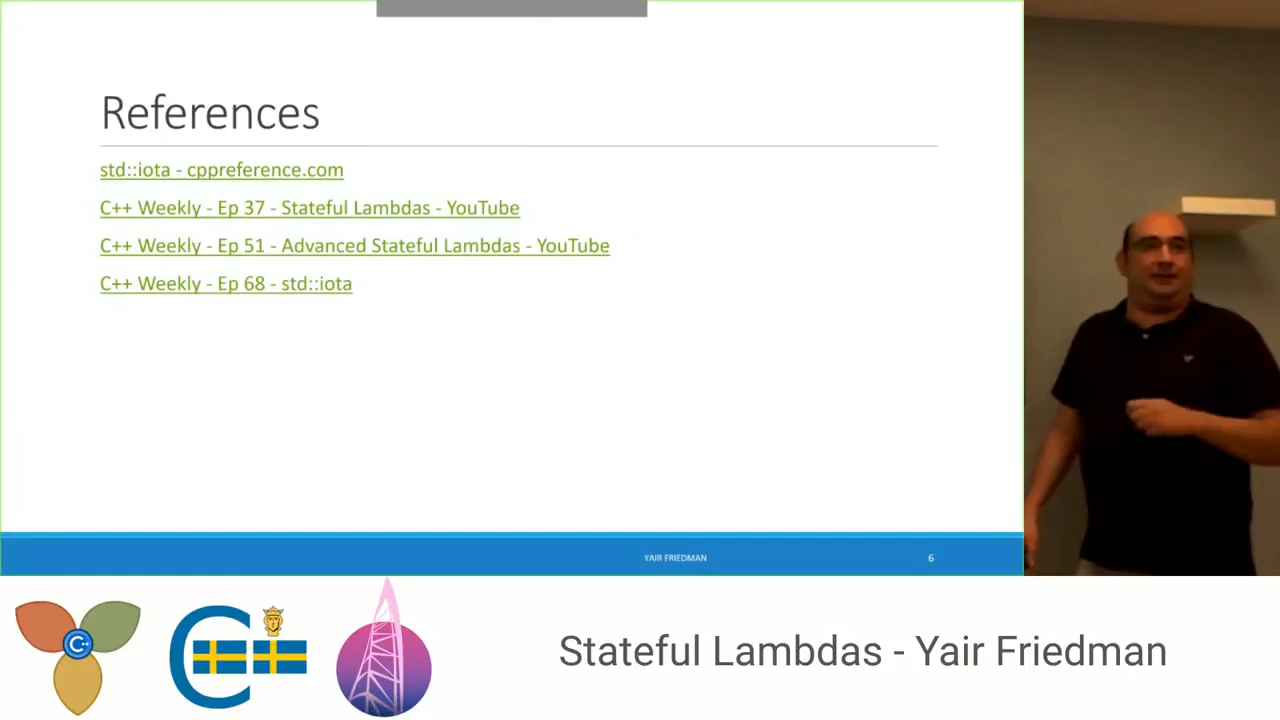 References
std::iota - cppreference.com
C++ Weekly - Ep 37 - Stateful Lambdas - YouTube
C++ Weekly - Ep 51 - Advanced Stateful Lambdas - YouTube
C++ Weekly - Ep 68 - std::iota
YAIR FRIEDMAN
6
C++
C++
Stateful Lambdas - Yair Friedman